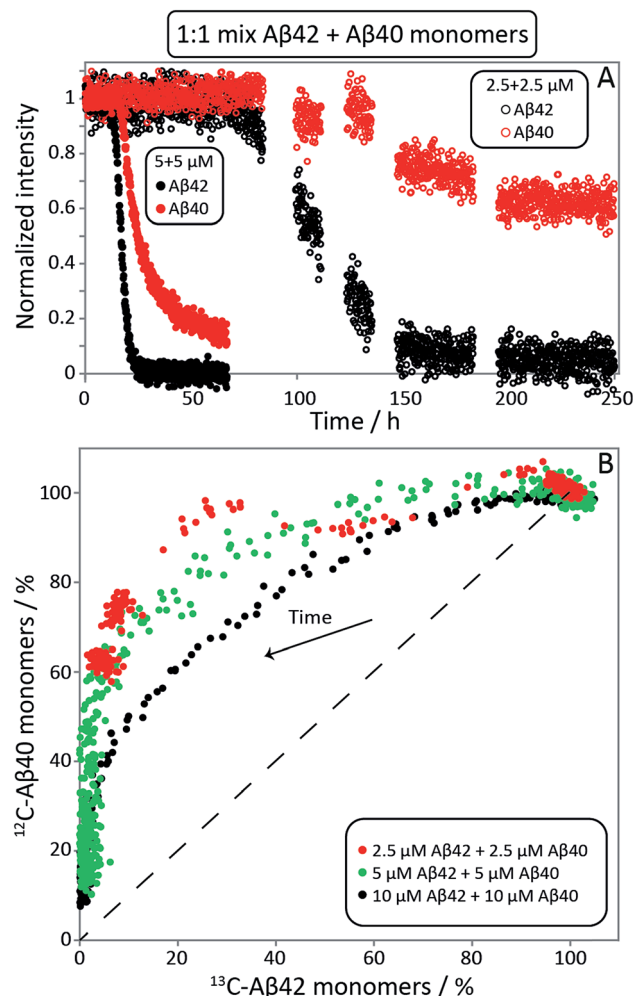 1:1 mix Aβ42 + Aβ40 monomers
A
Normalized intensity
1
0.8
0.6
0.4
0.2
0
5+5 µM
Aβ42
Aβ40
2.5+2.5 µM
Aβ42
Aβ40
0
50
100
150
200
250
Time / h
B
¹²C-Aβ40 monomers / %
100
80
60
40
20
0
Time
2.5 µM Aβ42 + 2.5 µM Aβ40
5 µM Aβ42 + 5 µM Aβ40
10 µM Aβ42 + 10 µM Aβ40
0
20
40
60
80
100
¹³C-Aβ42 monomers / %